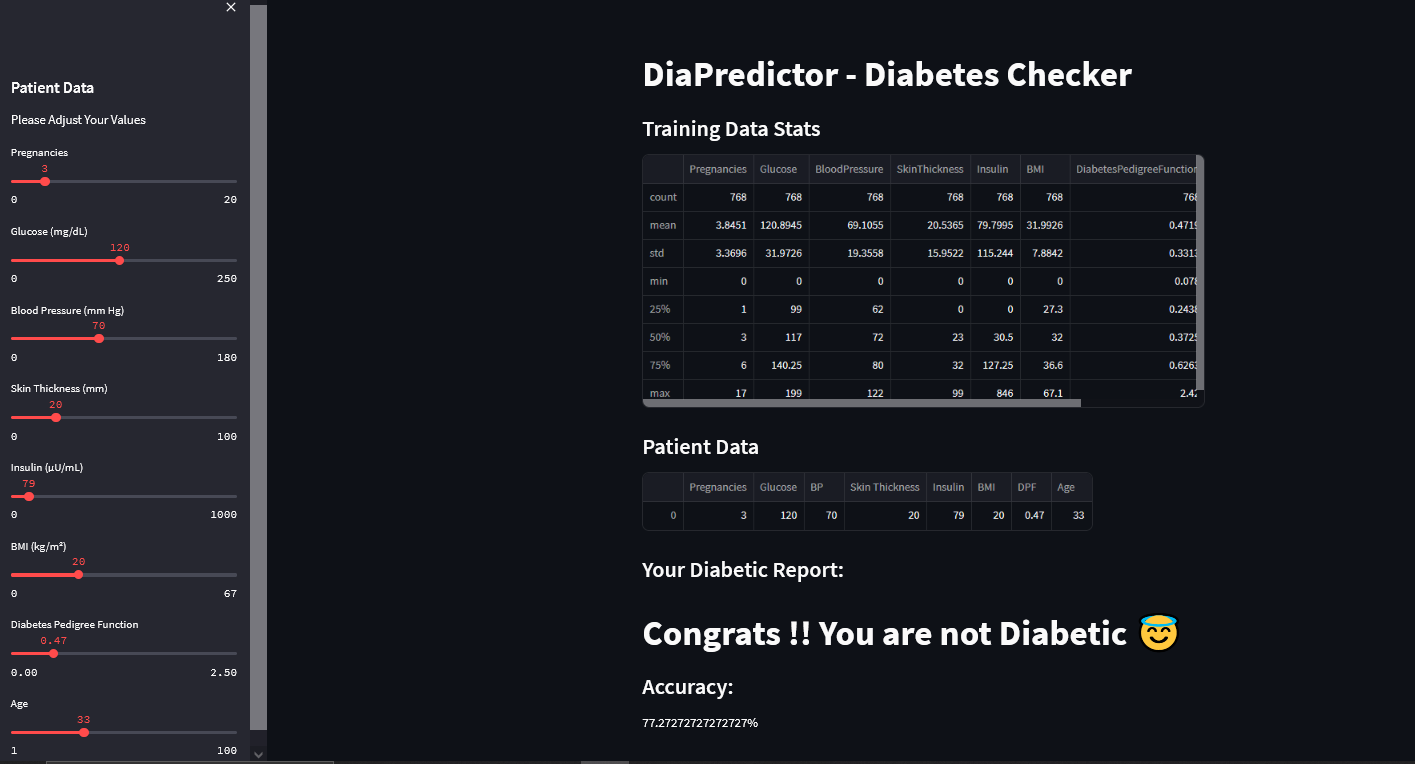 ×
Patient Data
Please Adjust Your Values
Pregnancies
3
0 20
Glucose (mg/dL)
120
0 250
Blood Pressure (mm Hg)
70
0 180
Skin Thickness (mm)
20
0 100
Insulin (µU/mL)
79
0 1000
BMI (kg/m²)
20
0 67
Diabetes Pedigree Function
0.47
0.00 2.50
Age
33
1 100
DiaPredictor - Diabetes Checker
Training Data Stats
Pregnancies Glucose BloodPressure SkinThickness Insulin BMI DiabetesPedigreeFunction
count 768 768 768 768 768 768 768
mean 3.8451 120.8945 69.1055 20.5365 79.7995 31.9926 0.4719
std 3.3696 31.9726 19.3558 15.9522 115.244 7.8842 0.3313
min 0 0 0 0 0 0 0.078
25% 1 99 62 0 0 27.3 0.2438
50% 3 117 72 23 30.5 32 0.3725
75% 6 140.25 80 32 127.25 36.6 0.6263
max 17 199 122 99 846 67.1 2.42
Patient Data
Pregnancies Glucose BP Skin Thickness Insulin BMI DPF Age
0 3 120 70 20 79 20 0.47 33
Your Diabetic Report:
Congrats !! You are not Diabetic 😇
Accuracy:
77.27272727272727%